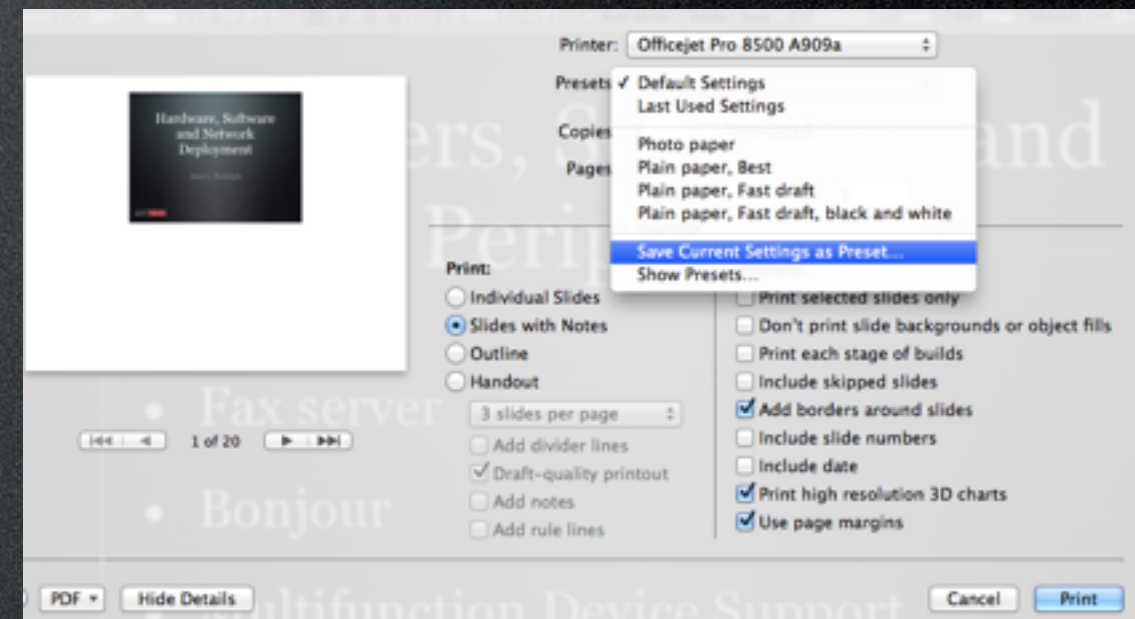 Printer: Officejet Pro 8500 A909a
Presets ✓ Default Settings
Last Used Settings
Copies
Photo paper
Pages Plain paper, Best
Plain paper, Fast draft
Plain paper, Fast draft, black and white
Save Current Settings as Preset...
Show Presets...
Hardware, Software
and Network
Deployment
1 of 20
Print:
Individual Slides
Slides with Notes
Outline
Handout
3 slides per page
Add divider lines
Draft-quality printout
Add notes
Add rule lines
Print selected slides only
Don't print slide backgrounds or object fills
Print each stage of builds
Include skipped slides
Add borders around slides
Include slide numbers
Include date
Print high resolution 3D charts
Use page margins
and
• Fax server
• Bonjour
Multifunction Device Support
PDF
Hide Details
Cancel
Print